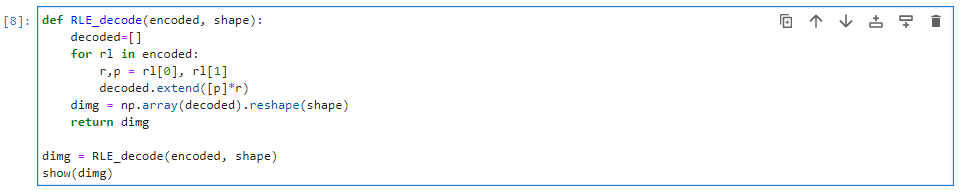 [8]: def RLE_decode(encoded, shape):
    decoded=[]
    for rl in encoded:
        r,p = rl[0], rl[1]
        decoded.extend([p]*r)
    dimg = np.array(decoded).reshape(shape)
    return dimg

dimg = RLE_decode(encoded, shape)
show(dimg)